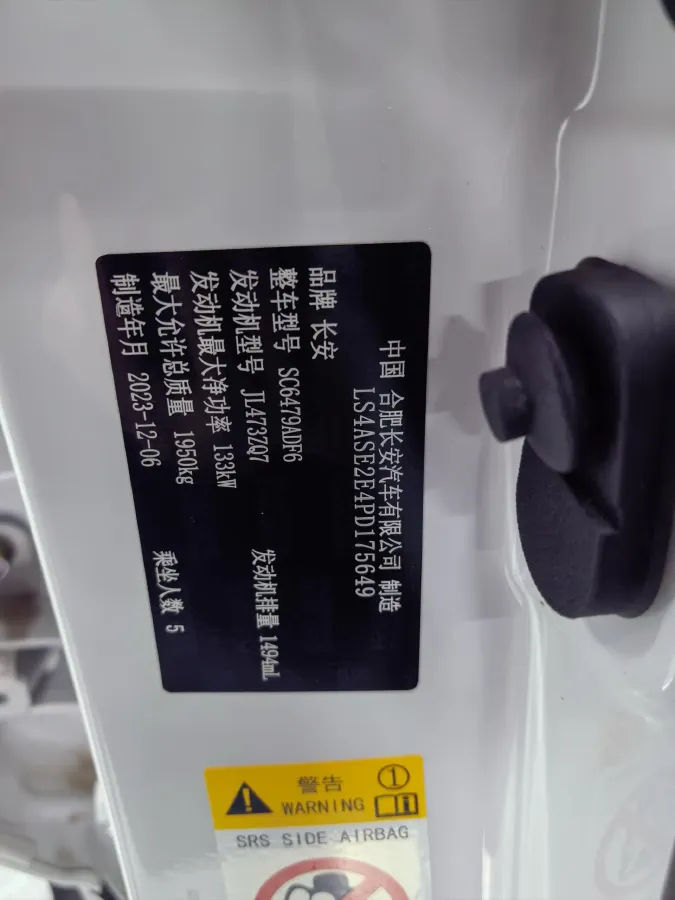 中国 合肥长安汽车有限公司 制造
LS4ASE2E4PD175649
品牌 长安
整车型号 SC6479ADF6
发动机型号 JL473ZQ7 发动机排量 1494mL
发动机最大净功率 133kW
最大允许总质量 1950kg 乘坐人数 5
制造年月 2023-12-06
警告 ①
WARNING
SRS SIDE AIRBAG